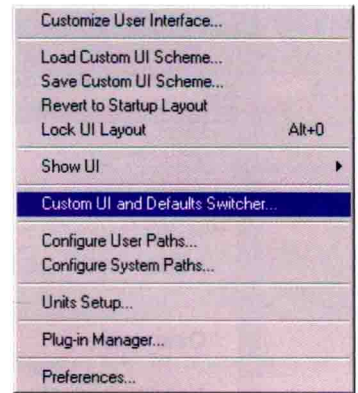 Customize User Interface...
Load Custom UI Scheme...
Save Custom UI Scheme...
Revert to Startup Layout
Lock UI Layout Alt+0
Show UI
Custom UI and Defaults Switcher...
Configure User Paths...
Configure System Paths...
Units Setup...
Plug-in Manager...
Preferences...